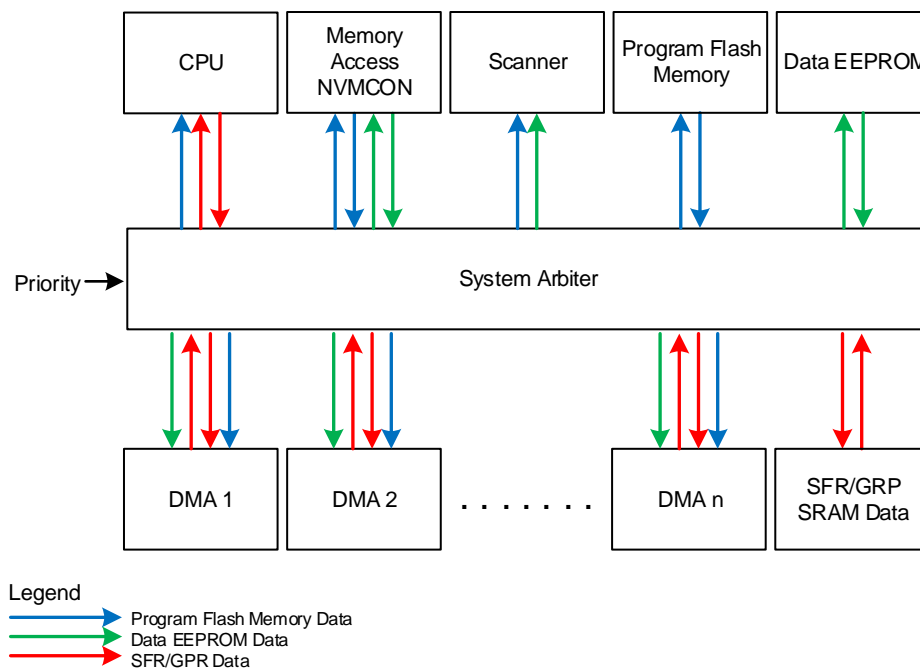 CPU
Memory
Access
NVMCON
Scanner
Program Flash
Memory
Data EEPROM
Priority
System Arbiter
DMA 1
DMA 2
. . . . . . .
DMA n
SFR/GRP
SRAM Data
Legend
Program Flash Memory Data
Data EEPROM Data
SFR/GPR Data